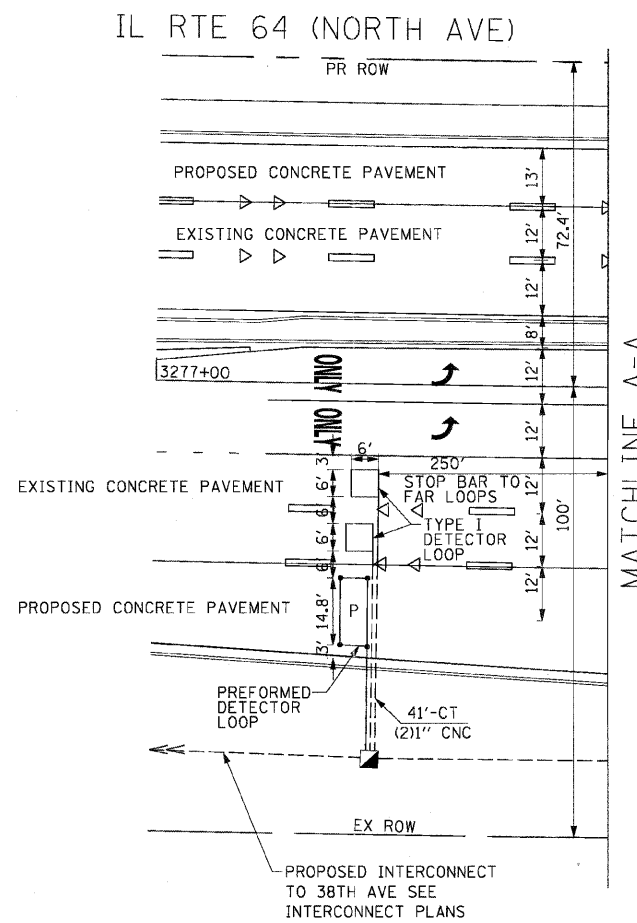 IL RTE 64 (NORTH AVE)
PR ROW
PROPOSED CONCRETE PAVEMENT
13'
72.4'
EXISTING CONCRETE PAVEMENT
12'
12'
8'
ONLY
12'
3277+00
ONLY
12'
6'
3'
250'
STOP BAR TO
FAR LOOPS
EXISTING CONCRETE PAVEMENT
6'
12'
100'
MATCHLINE A-A
6'
TYPE I
DETECTOR
LOOP
6'
12'
6'
PROPOSED CONCRETE PAVEMENT
14.8'
P
12'
3'
PREFORMED
DETECTOR
LOOP
41'-CT
(2)1" CNC
EX ROW
PROPOSED INTERCONNECT
TO 38TH AVE SEE
INTERCONNECT PLANS